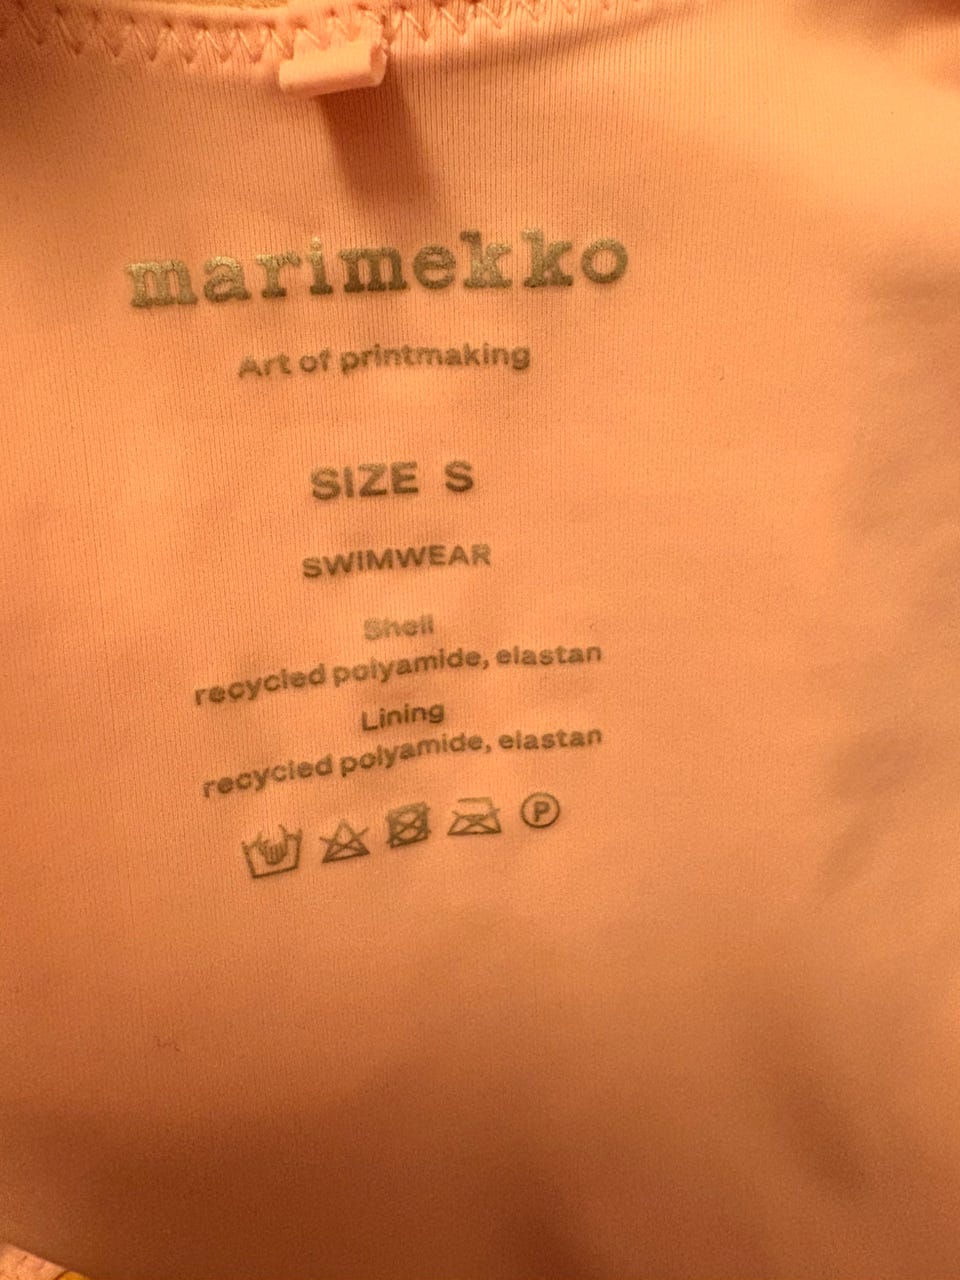 marimekko
Art of printmaking
SIZE S
SWIMWEAR
Shell
recycled polyamide, elastan
Lining
recycled polyamide, elastan
P